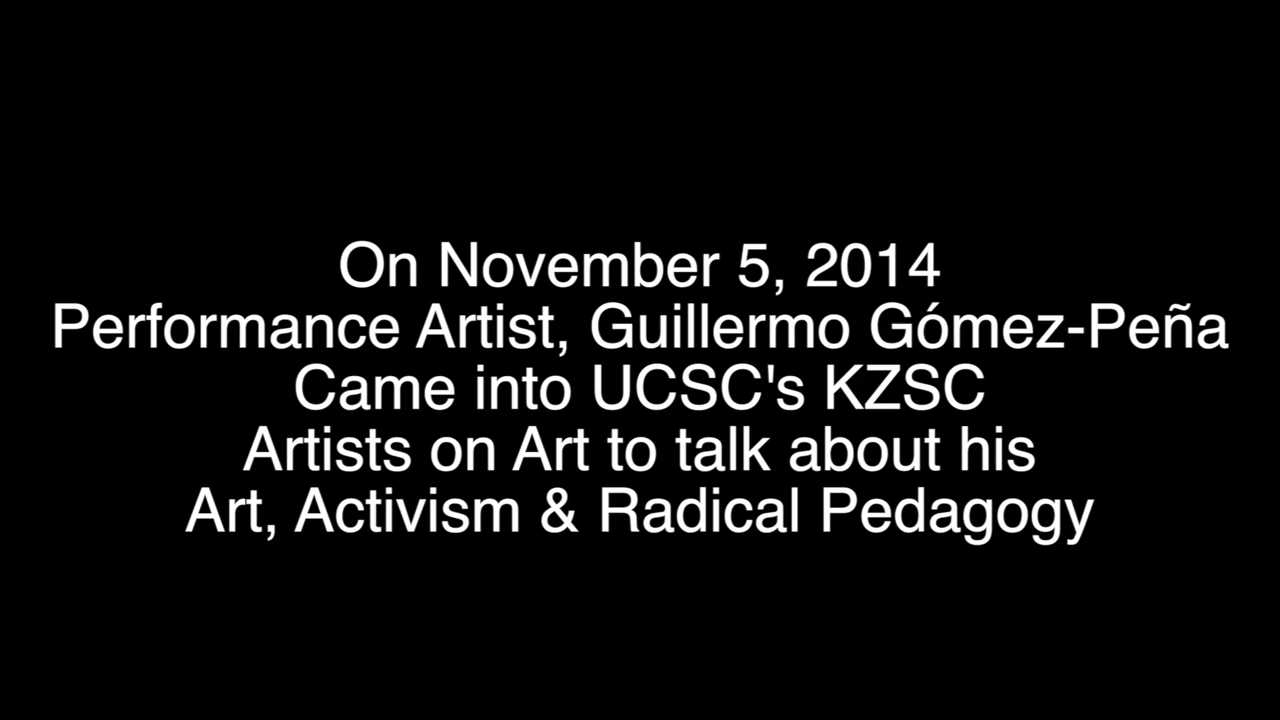 On November 5, 2014
Performance Artist, Guillermo Gómez-Peña
Came into UCSC's KZSC
Artists on Art to talk about his
Art, Activism & Radical Pedagogy